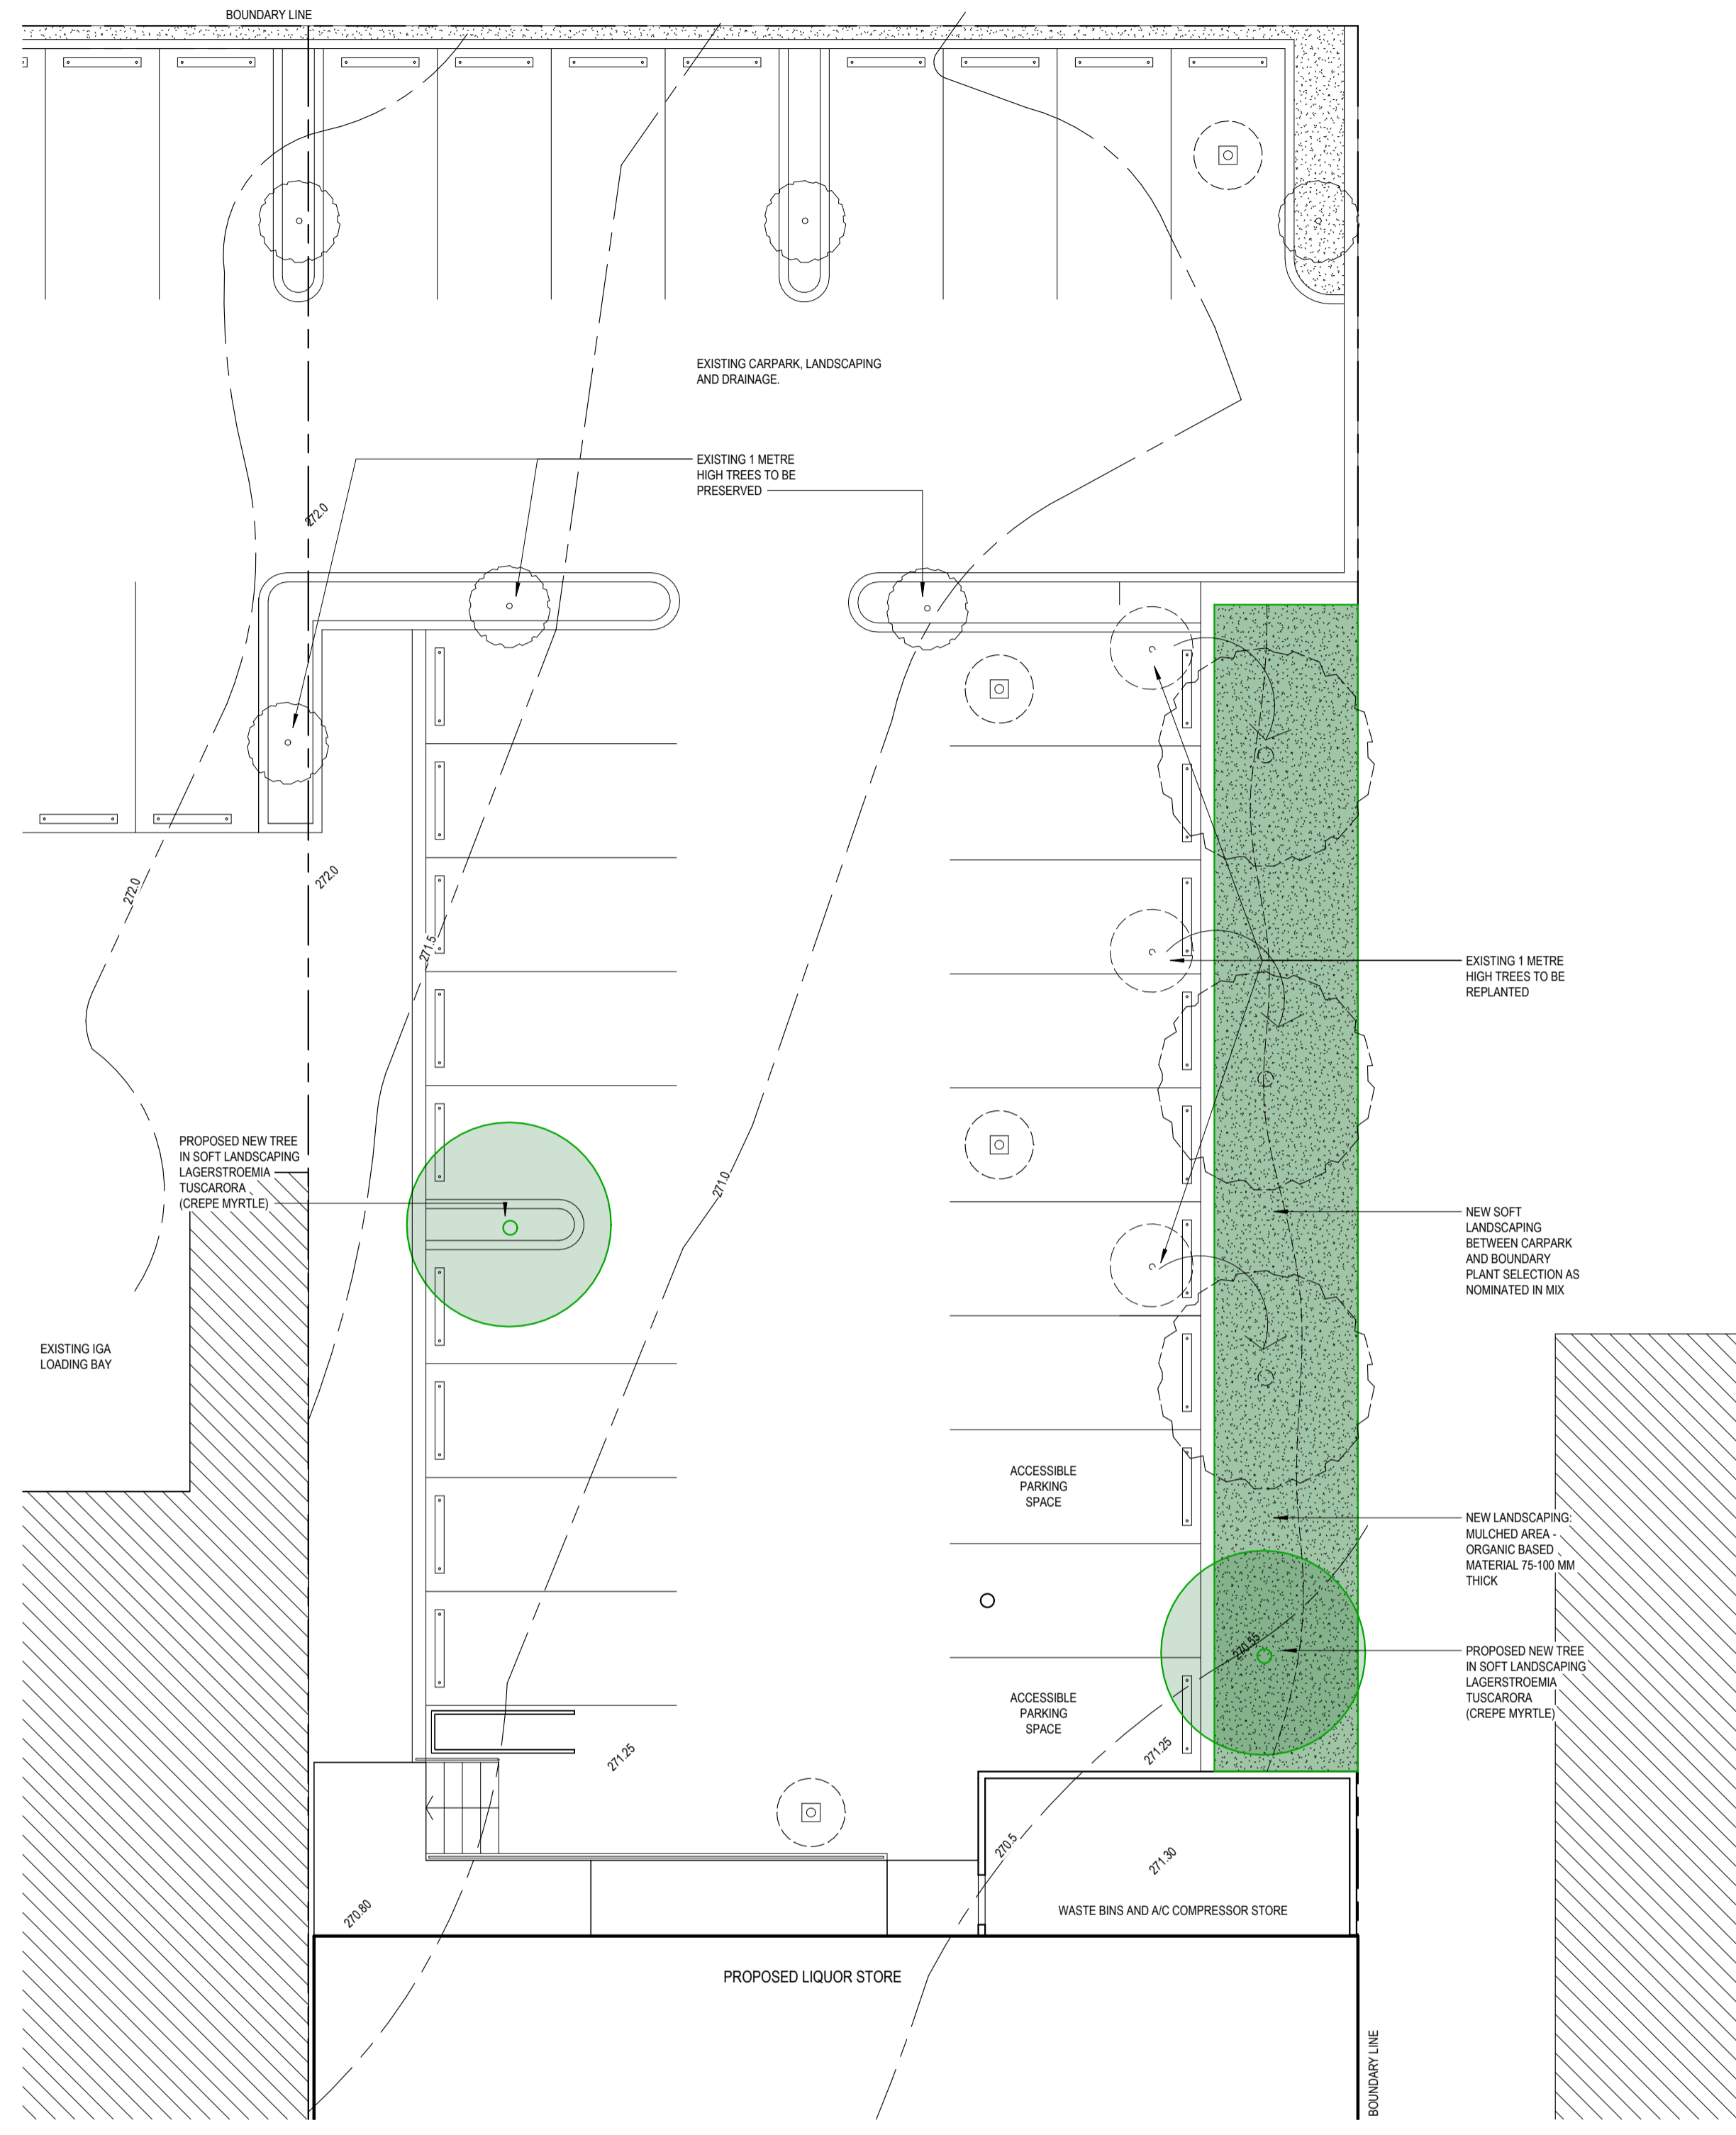 BOUNDARY LINE
EXISTING CARPARK, LANDSCAPING
AND DRAINAGE.
EXISTING 1 METRE
HIGH TREES TO BE
PRESERVED
272.0
272.0
272.0
271.5
EXISTING 1 METRE
HIGH TREES TO BE
REPLANTED
PROPOSED NEW TREE
IN SOFT LANDSCAPING
LAGERSTROEMIA
TUSCARORA
(CREPE MYRTLE)
271.0
NEW SOFT
LANDSCAPING
BETWEEN CARPARK
AND BOUNDARY
PLANT SELECTION AS
NOMINATED IN MIX
EXISTING IGA
LOADING BAY
ACCESSIBLE
PARKING
SPACE
NEW LANDSCAPING:
MULCHED AREA -
ORGANIC BASED
MATERIAL 75-100 MM
THICK
270.55
PROPOSED NEW TREE
IN SOFT LANDSCAPING
LAGERSTROEMIA
TUSCARORA
(CREPE MYRTLE)
ACCESSIBLE
PARKING
SPACE
271.25
271.25
270.5
271.30
270.80
WASTE BINS AND A/C COMPRESSOR STORE
PROPOSED LIQUOR STORE
BOUNDARY LINE